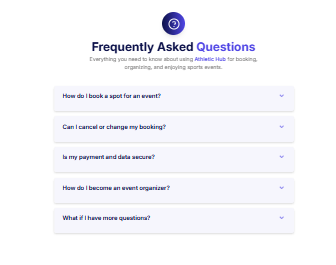 Frequently Asked Questions
Everything you need to know about using Athletic Hub for booking,
organizing, and enjoying sports events.
How do I book a spot for an event?
Can I cancel or change my booking?
Is my payment and data secure?
How do I become an event organizer?
What if I have more questions?